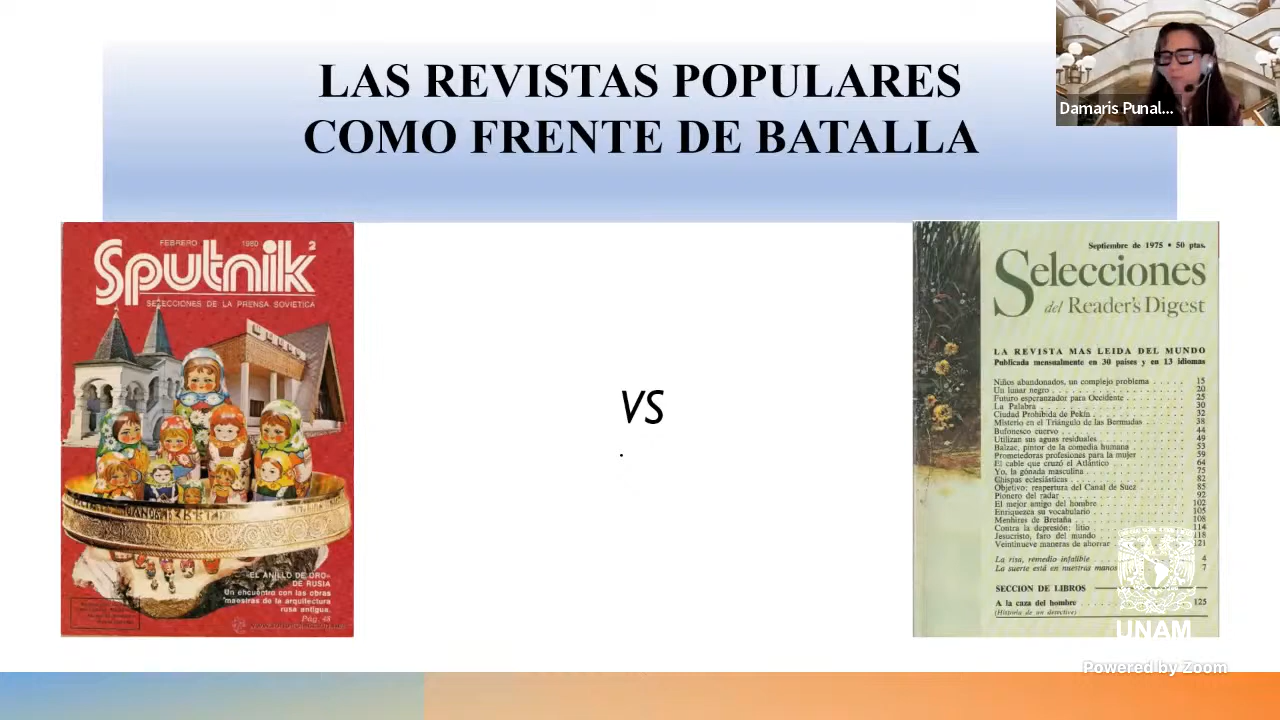 LAS REVISTAS POPULARES
COMO FRENTE DE BATALLA
Damaris Punal...
FEBRERO 1980 2
Sputnik
SELECCIONES DE LA PRENSA SOVIETICA
«EL ANILLO DE ORO»
DE RUSIA
Un encuentro con las obras
maestras de la arquitectura
rusa antigua.
Pág. 48
VS
.
Septiembre de 1975 • 50 ptas.
Selecciones
del Reader's Digest
LA REVISTA MAS LEIDA DEL MUNDO
Publicada mensualmente en 30 países y en 13 idiomas
Niños abandonados, un complejo problema 15
Un lunar negro 20
Futuro esperanzador para Occidente 25
La Palabra 30
Ciudad Prohibida de Pekín 32
Misterio en el Triángulo de las Bermudas 38
Bufonesco cuervo 44
Utilizan sus aguas residuales 49
Balzac, pintor de la comedia humana 53
Prometedoras profesiones para la mujer 59
El cable que cruzó el Atlántico 64
Yo, la gónada masculina 75
Chispas eclesiásticas 82
Objetivo: reapertura del Canal de Suez 85
Pionero del radar 92
El mejor amigo del hombre 102
Enriquezca su vocabulario 105
Menhires de Bretaña 108
Contra la depresión: litio 114
Jesucristo, faro del mundo 118
Veintinueve maneras de ahorrar 121
La risa, remedio infalible 4
La suerte está en nuestras manos 7
SECCION DE LIBROS
A la caza del hombre 125
(Historia de un detective)
UNAM
Powered by Zoom